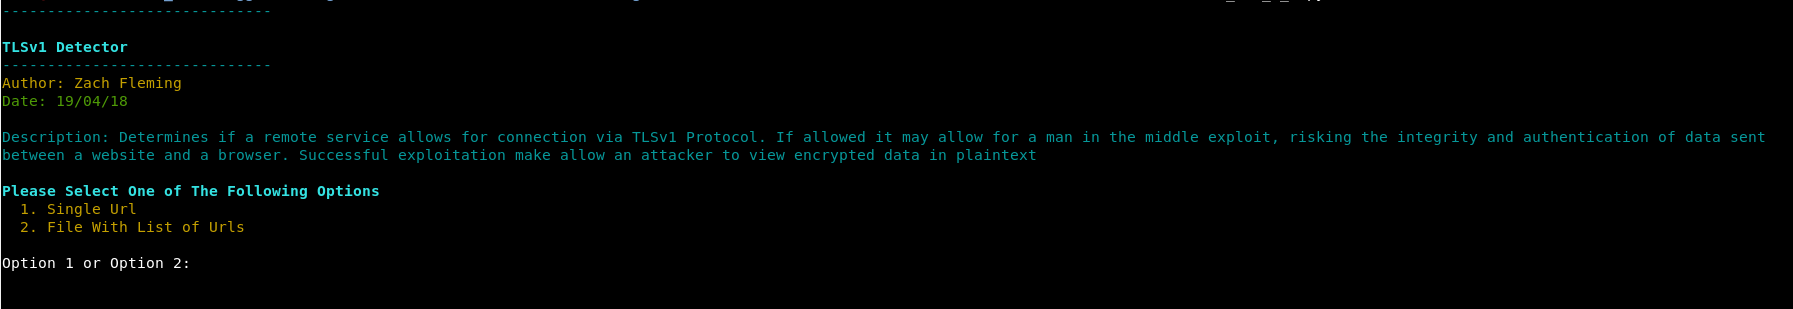 ------------------------------
TLSv1 Detector
------------------------------
Author: Zach Fleming
Date: 19/04/18
Description: Determines if a remote service allows for connection via TLSv1 Protocol. If allowed it may allow for a man in the middle exploit, risking the integrity and authentication of data sent
between a website and a browser. Successful exploitation make allow an attacker to view encrypted data in plaintext
Please Select One of The Following Options
1. Single Url
2. File With List of Urls
Option 1 or Option 2: